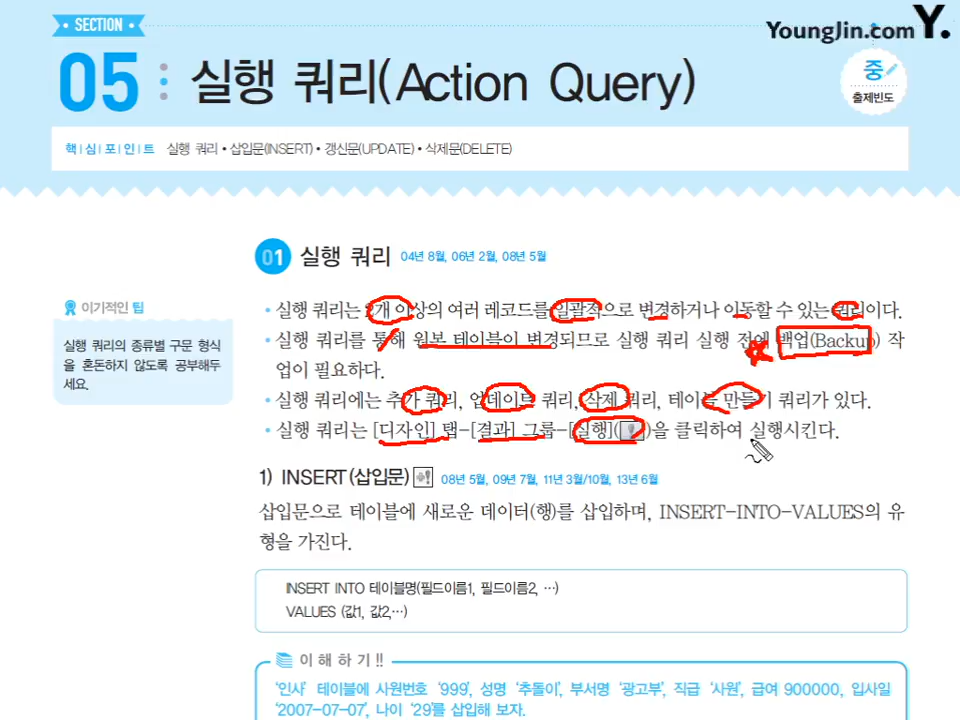 SECTION
YoungJin.com Y.
05 실행 쿼리(Action Query)
중
출제빈도
핵|심|포|인|트 실행 쿼리 • 삽입문(INSERT) • 갱신문(UPDATE) • 삭제문(DELETE)
01 실행 쿼리 04년 8월, 06년 2월, 08년 5월
이기적인 팁
실행 쿼리의 종류별 구문 형식
을 혼돈하지 않도록 공부해두
세요.
• 실행 쿼리는 2개 이상의 여러 레코드를 일괄적으로 변경하거나 이동할 수 있는 쿼리이다.
• 실행 쿼리를 통해 원본 테이블이 변경되므로 실행 쿼리 실행 전에 백업(Backup) 작
업이 필요하다.
• 실행 쿼리에는 추가 쿼리, 업데이트 쿼리, 삭제 쿼리, 테이블 만들기 쿼리가 있다.
• 실행 쿼리는 [디자인] 탭-[결과] 그룹-[실행](!)을 클릭하여 실행시킨다.
1) INSERT(삽입문) 08년 5월, 09년 7월, 11년 3월/10월, 13년 6월
삽입문으로 테이블에 새로운 데이터(행)를 삽입하며, INSERT-INTO-VALUES의 유
형을 가진다.
INSERT INTO 테이블명(필드이름1, 필드이름2, …)
VALUES (값1, 값2,…)
이해하기!!
‘인사’ 테이블에 사원번호 ‘999’, 성명 ‘추돌이’, 부서명 ‘광고부’, 직급 ‘사원’, 급여 900000, 입사일
‘2007-07-07’, 나이 ‘29’를 삽입해 보자.